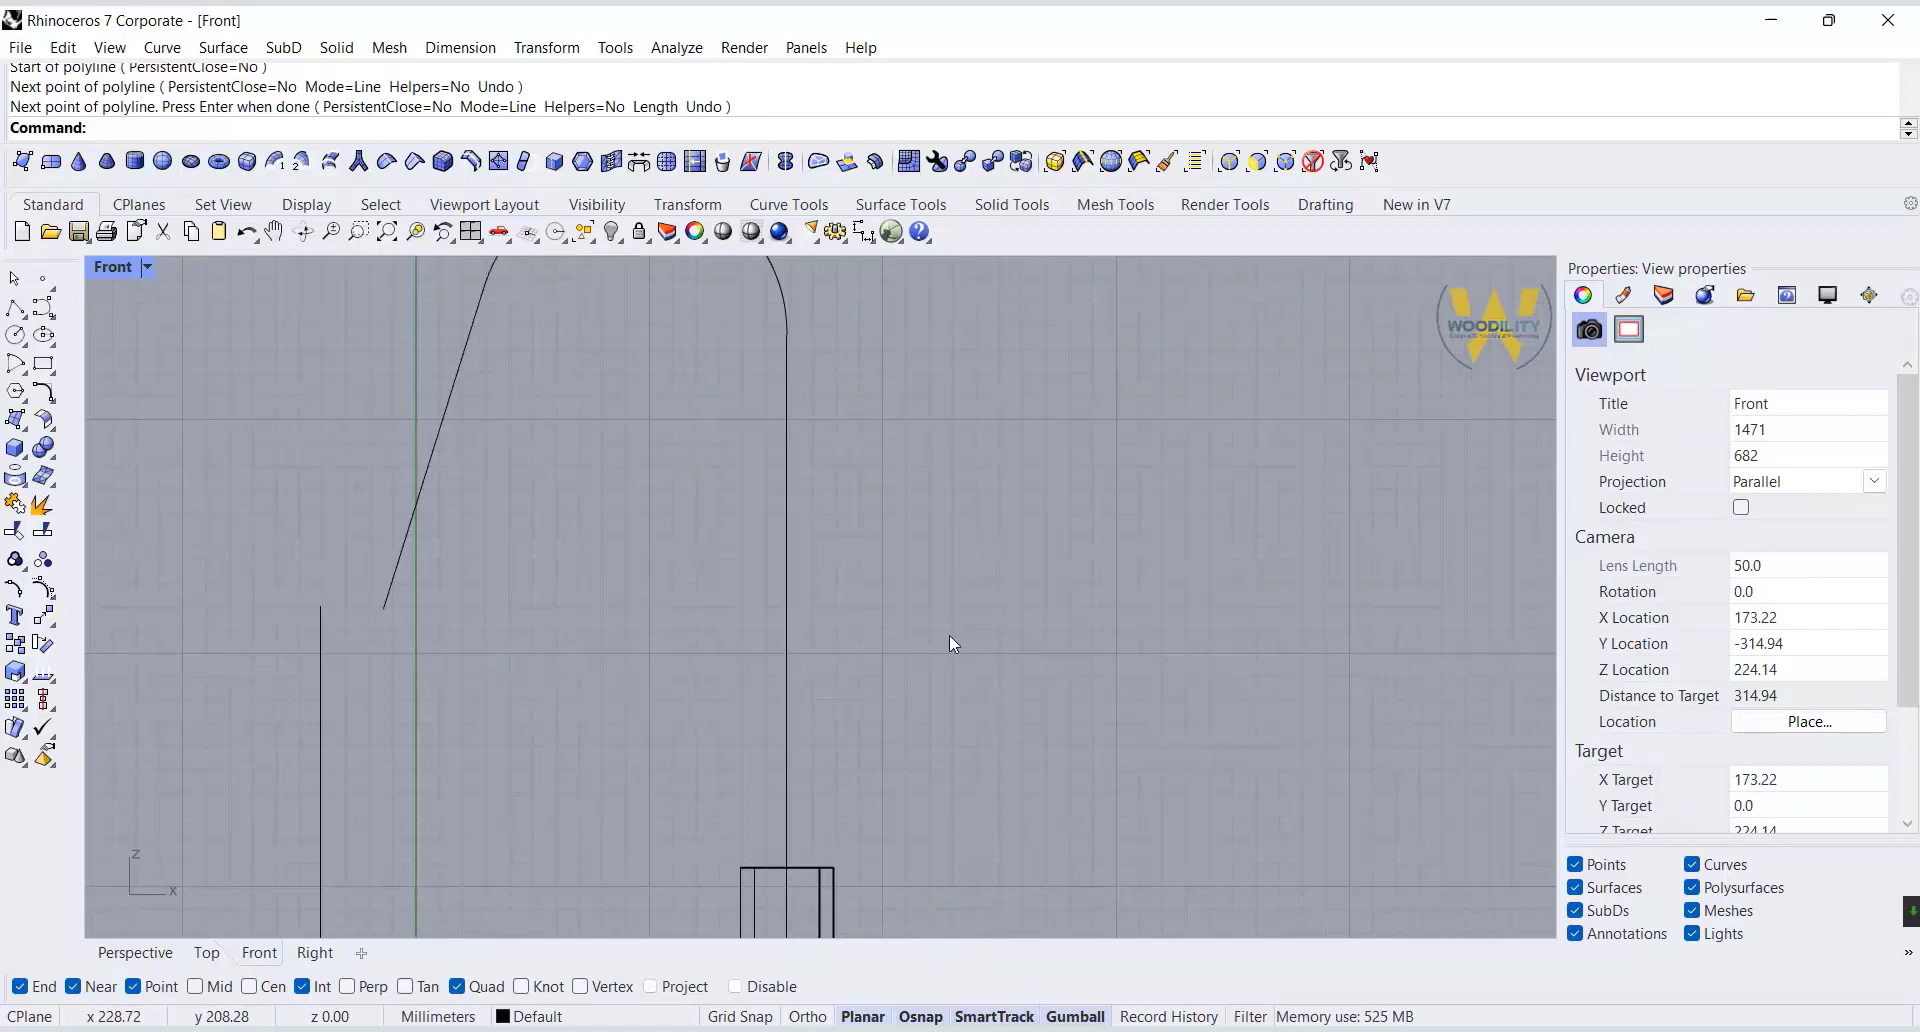 Rhinoceros 7 Corporate - [Front]
File Edit View Curve Surface SubD Solid Mesh Dimension Transform Tools Analyze Render Panels Help
Start of polyline ( PersistentClose=No )
Next point of polyline ( PersistentClose=No Mode=Line Helpers=No Undo )
Next point of polyline. Press Enter when done ( PersistentClose=No Mode=Line Helpers=No Length Undo )
Command:
Standard CPlanes Set View Display Select Viewport Layout Visibility Transform Curve Tools Surface Tools Solid Tools Mesh Tools Render Tools Drafting New in V7
Front
WOODILITY
z
x
Properties: View properties
Viewport
Title Front
Width 1471
Height 682
Projection Parallel
Locked
Camera
Lens Length 50.0
Rotation 0.0
X Location 173.22
Y Location -314.94
Z Location 224.14
Distance to Target 314.94
Location Place...
Target
X Target 173.22
Y Target 0.0
Z Target 224.14
Points Curves
Surfaces Polysurfaces
SubDs Meshes
Annotations Lights
Perspective Top Front Right
End Near Point Mid Cen Int Perp Tan Quad Knot Vertex Project Disable
CPlane x 228.72 y 208.28 z 0.00 Millimeters Default Grid Snap Ortho Planar Osnap SmartTrack Gumball Record History Filter Memory use: 525 MB